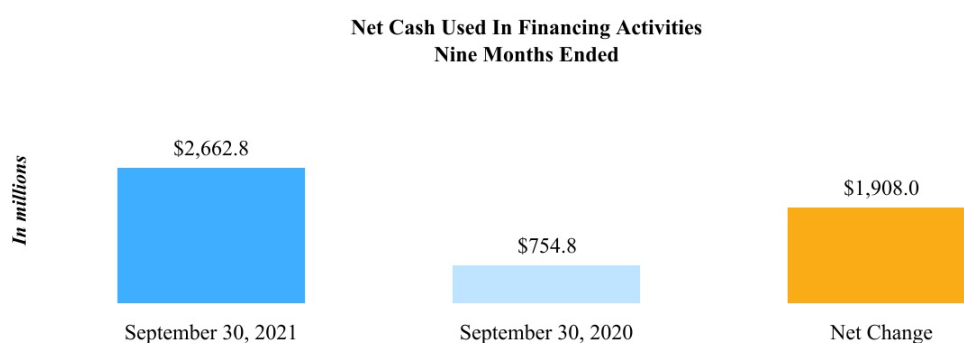 Net Cash Used In Financing Activities
Nine Months Ended
In millions
$2,662.8
$754.8
$1,908.0
September 30, 2021
September 30, 2020
Net Change